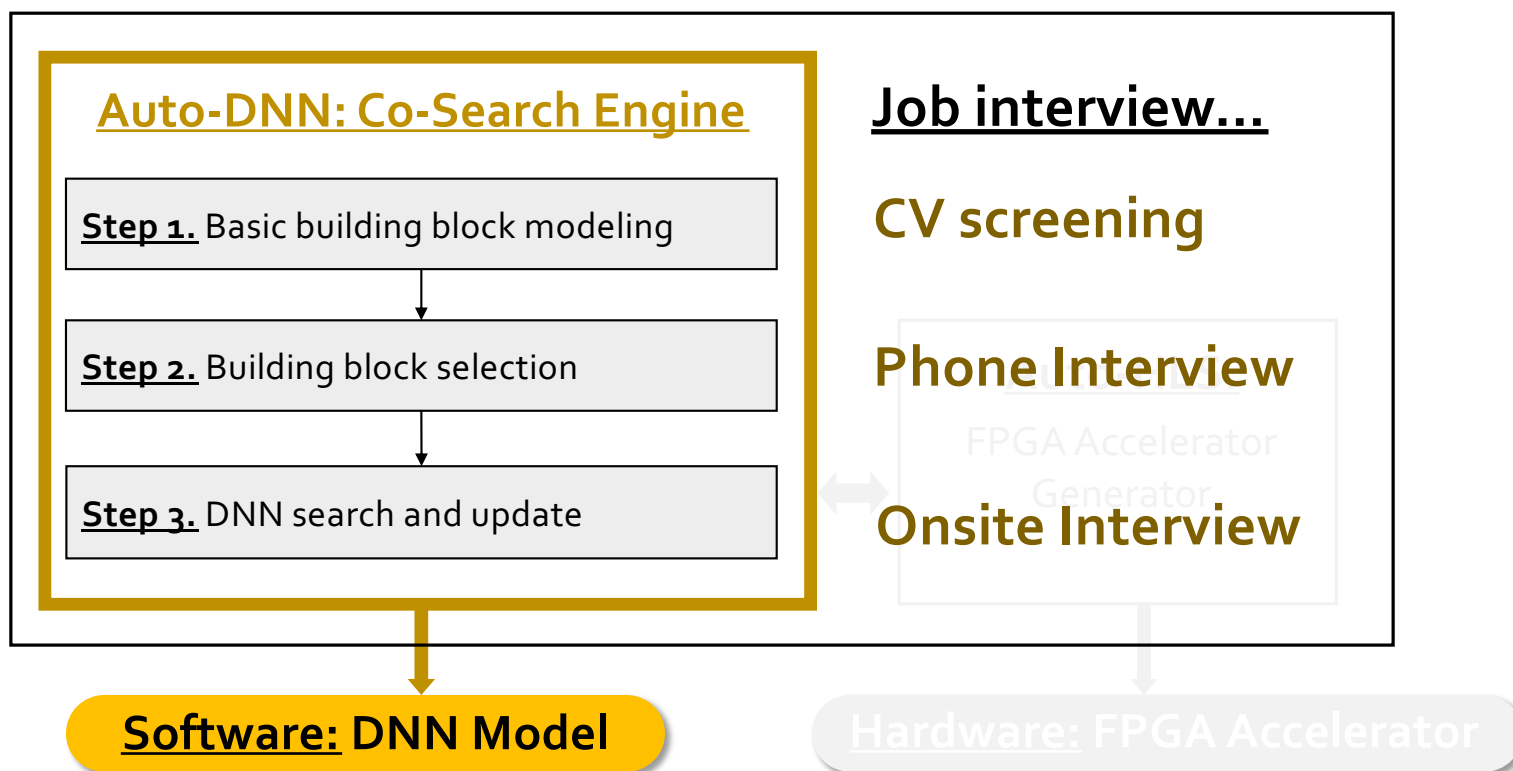 Auto-DNN: Co-Search Engine
Step 1. Basic building block modeling
Step 2. Building block selection
Step 3. DNN search and update
Job interview...
CV screening
Phone Interview
FPGA Accelerator
Generator
Onsite Interview
Software: DNN Model
Hardware: FPGA Accelerator